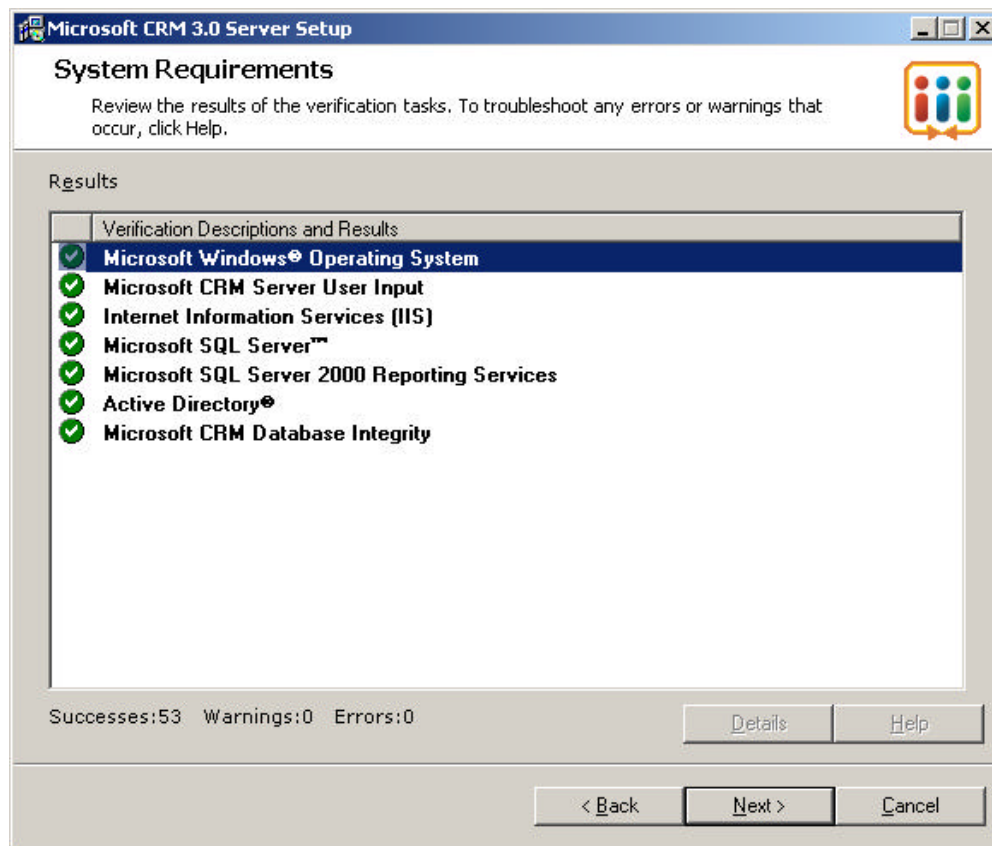 Microsoft CRM 3.0 Server Setup
System Requirements
Review the results of the verification tasks. To troubleshoot any errors or warnings that
occur, click Help.
Results
Verification Descriptions and Results
Microsoft Windows® Operating System
Microsoft CRM Server User Input
Internet Information Services (IIS)
Microsoft SQL Server™
Microsoft SQL Server 2000 Reporting Services
Active Directory®
Microsoft CRM Database Integrity
Successes:53 Warnings:0 Errors:0
Details Help
< Back Next > Cancel